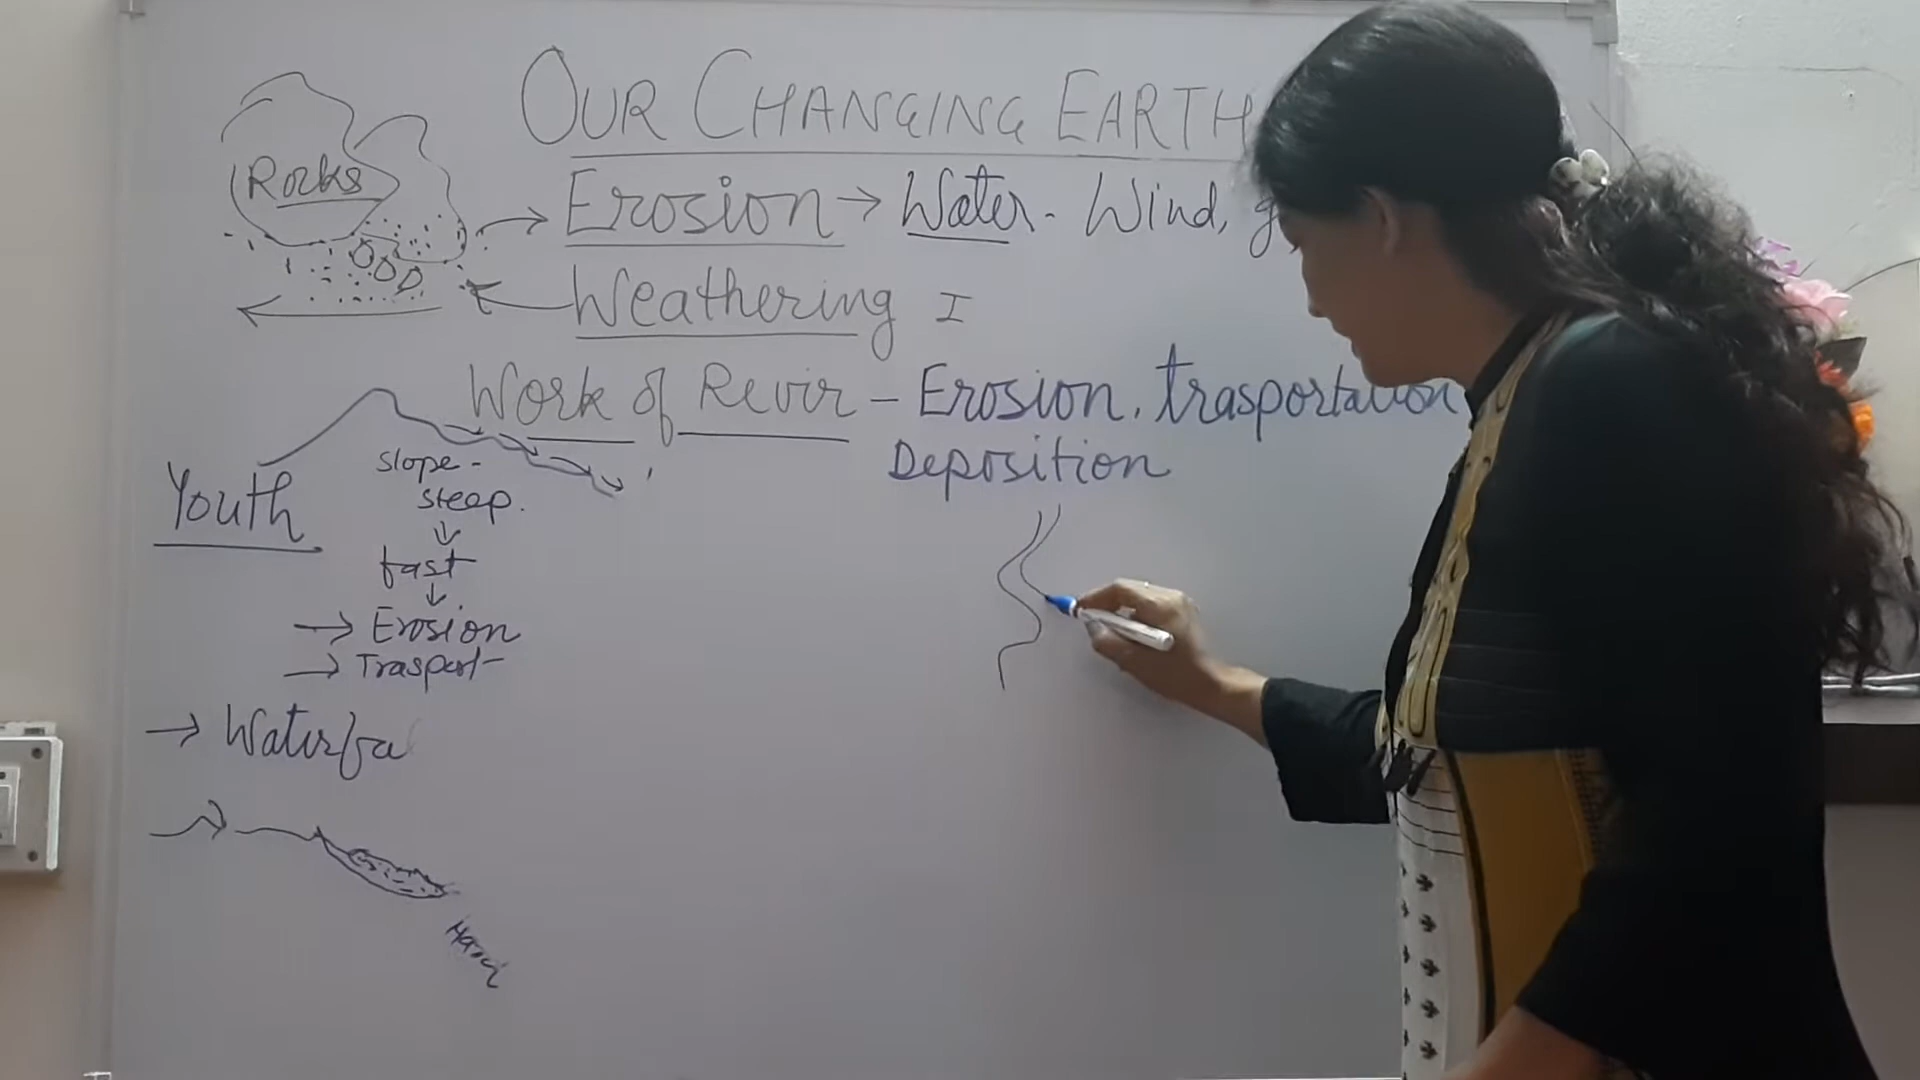 OUR CHANGING EARTH
Rocks
Erosion → Water - Wind, g
Weathering I
Work of Revir - Erosion, trasportation
Deposition
Youth
slope -
steep.
↓
fast
↓
→ Erosion
→ Trasport-
→ Waterfa